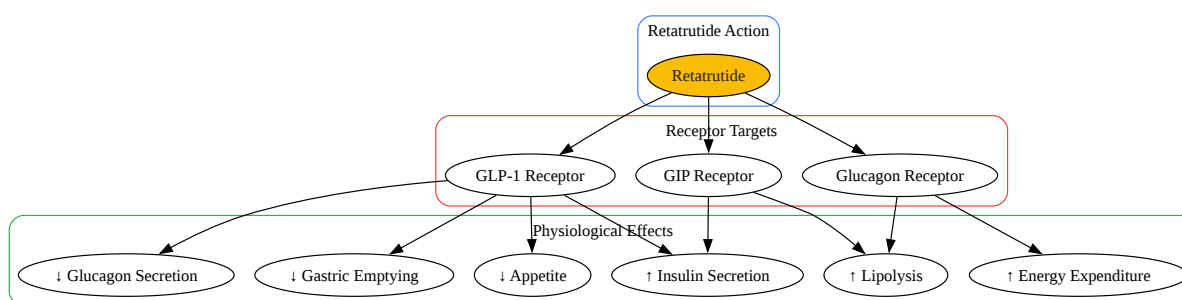 Retatrutide Action
Retatrutide
Receptor Targets
GLP-1 Receptor
GIP Receptor
Glucagon Receptor
Physiological Effects
↓ Glucagon Secretion
↓ Gastric Emptying
↓ Appetite
↑ Insulin Secretion
↑ Lipolysis
↑ Energy Expenditure